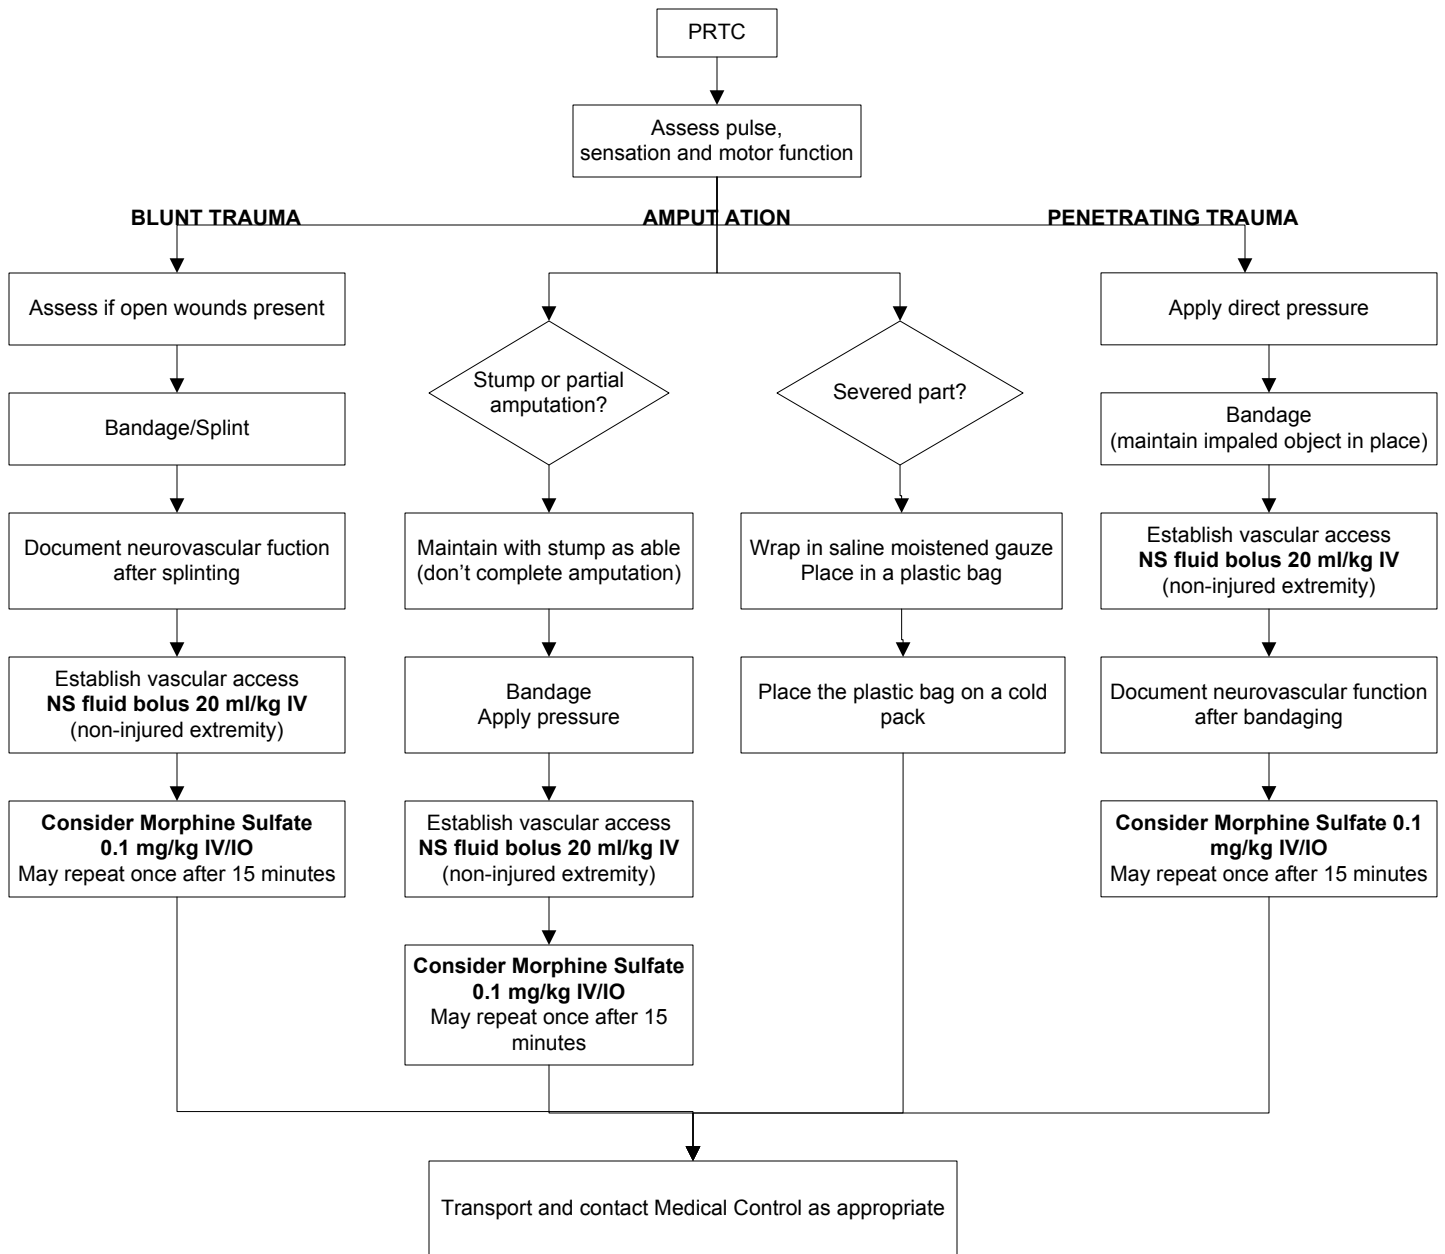 PRTC
Assess pulse,
sensation and motor function
BLUNT TRAUMA
AMPUT ATION
PENETRATING TRAUMA
Assess if open wounds present
Bandage/Splint
Document neurovascular fuction
after splinting
Establish vascular access
NS fluid bolus 20 ml/kg IV
(non-injured extremity)
Consider Morphine Sulfate
0.1 mg/kg IV/IO
May repeat once after 15 minutes
Stump or partial
amputation?
Maintain with stump as able
(don’t complete amputation)
Bandage
Apply pressure
Establish vascular access
NS fluid bolus 20 ml/kg IV
(non-injured extremity)
Consider Morphine Sulfate
0.1 mg/kg IV/IO
May repeat once after 15
minutes
Severed part?
Wrap in saline moistened gauze
Place in a plastic bag
Place the plastic bag on a cold
pack
Apply direct pressure
Bandage
(maintain impaled object in place)
Establish vascular access
NS fluid bolus 20 ml/kg IV
(non-injured extremity)
Document neurovascular function
after bandaging
Consider Morphine Sulfate 0.1
mg/kg IV/IO
May repeat once after 15 minutes
Transport and contact Medical Control as appropriate